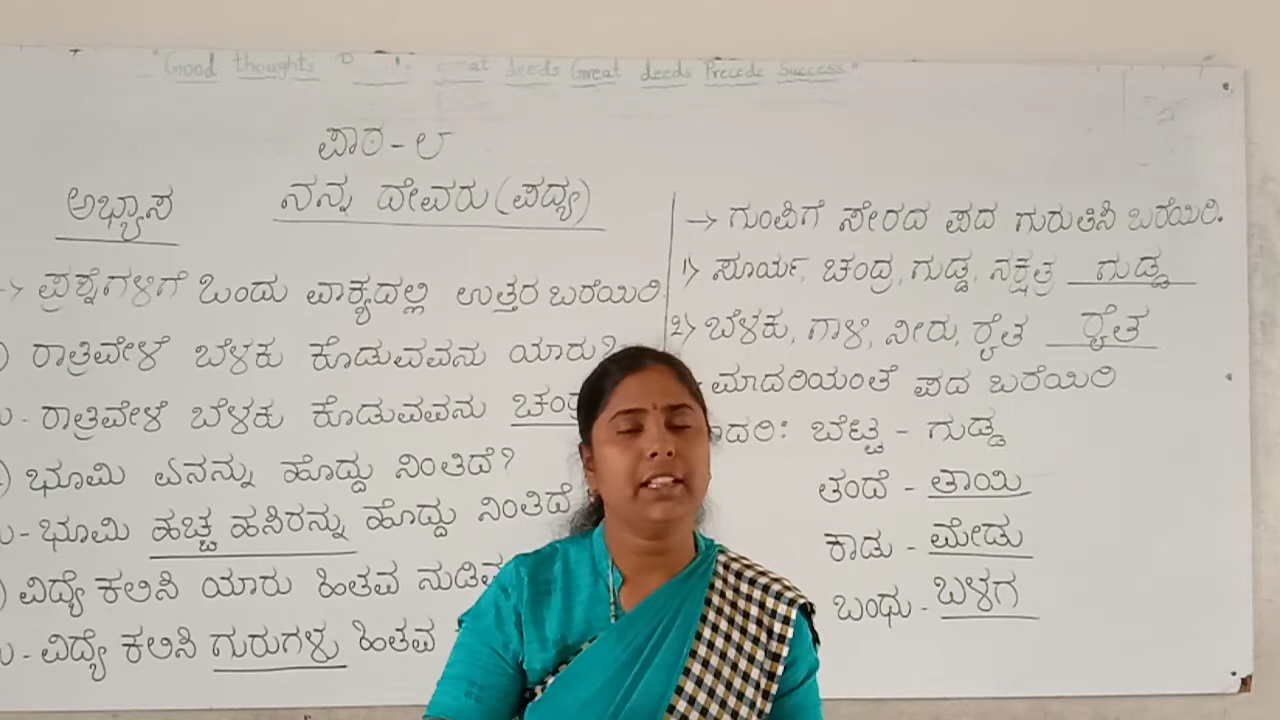 "Good thoughts deeds Great deeds Precede Success"
ಪಾಠ - ೮
ಅಭ್ಯಾಸ
ನನ್ನ ದೇವರು (ಪದ್ಯ)
→ ಪ್ರಶ್ನೆಗಳಿಗೆ ಒಂದು ವಾಕ್ಯದಲ್ಲಿ ಉತ್ತರ ಬರೆಯಿರಿ.
ರಾತ್ರಿವೇಳೆ ಬೆಳಕು ಕೊಡುವವನು ಯಾರು?
- ರಾತ್ರಿವೇಳೆ ಬೆಳಕು ಕೊಡುವವನು
ಭೂಮಿ ಏನನ್ನು ಹೊದ್ದು ನಿಂತಿದೆ?
- ಭೂಮಿ ಹಚ್ಚ ಹಸಿರನ್ನು ಹೊದ್ದು ನಿಂತಿದೆ
ವಿದ್ಯೆ ಕಲಿಸಿ ಯಾರು ಹಿತವ
- ವಿದ್ಯೆ ಕಲಿಸಿ ಗುರುಗಳು ಹಿತವ
→ ಗುಂಪಿಗೆ ಸೇರದ ಪದ ಗುರುತಿಸಿ ಬರೆಯಿರಿ.
1) ಸೂರ್ಯ, ಚಂದ್ರ, ಗುಡ್ಡ, ನಕ್ಷತ್ರ ಗುಡ್ಡ
2) ಬೆಳಕು, ಗಾಳಿ, ನೀರು, ರೈತ ರೈತ
ಮಾದರಿಯಂತೆ ಪದ ಬರೆಯಿರಿ
ಬೆಟ್ಟ - ಗುಡ್ಡ
ತಂದೆ - ತಾಯಿ
ಕಾಡು - ಮೇಡು
ಬಂಧು - ಬಳಗ